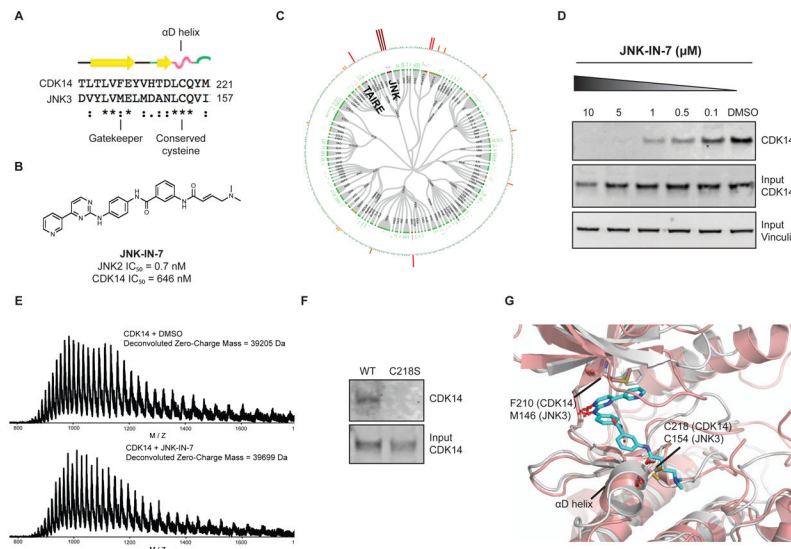 A
αD helix
CDK14 TLTLVFEYVHTDLCQYM 221
JNK3 DVYLVMELMDANLCQVI 157
Gatekeeper
Conserved
cysteine
B
JNK-IN-7
JNK2 IC50 = 0.7 nM
CDK14 IC50 = 646 nM
C
TAIRE
JNK
D
JNK-IN-7 (µM)
10 5 1 0.5 0.1 DMSO
CDK14
Input
CDK14
Input
Vinculi
E
CDK14 + DMSO
Deconvoluted Zero-Charge Mass = 39205 Da
800 1000 1200 1400 1600
M / Z
CDK14 + JNK-IN-7
Deconvoluted Zero-Charge Mass = 39699 Da
800 1000 1200 1400 1600
M / Z
F
WT C218S
CDK14
Input
CDK14
G
F210 (CDK14
M146 (JNK3)
C218 (CDK14)
C154 (JNK3)
αD helix